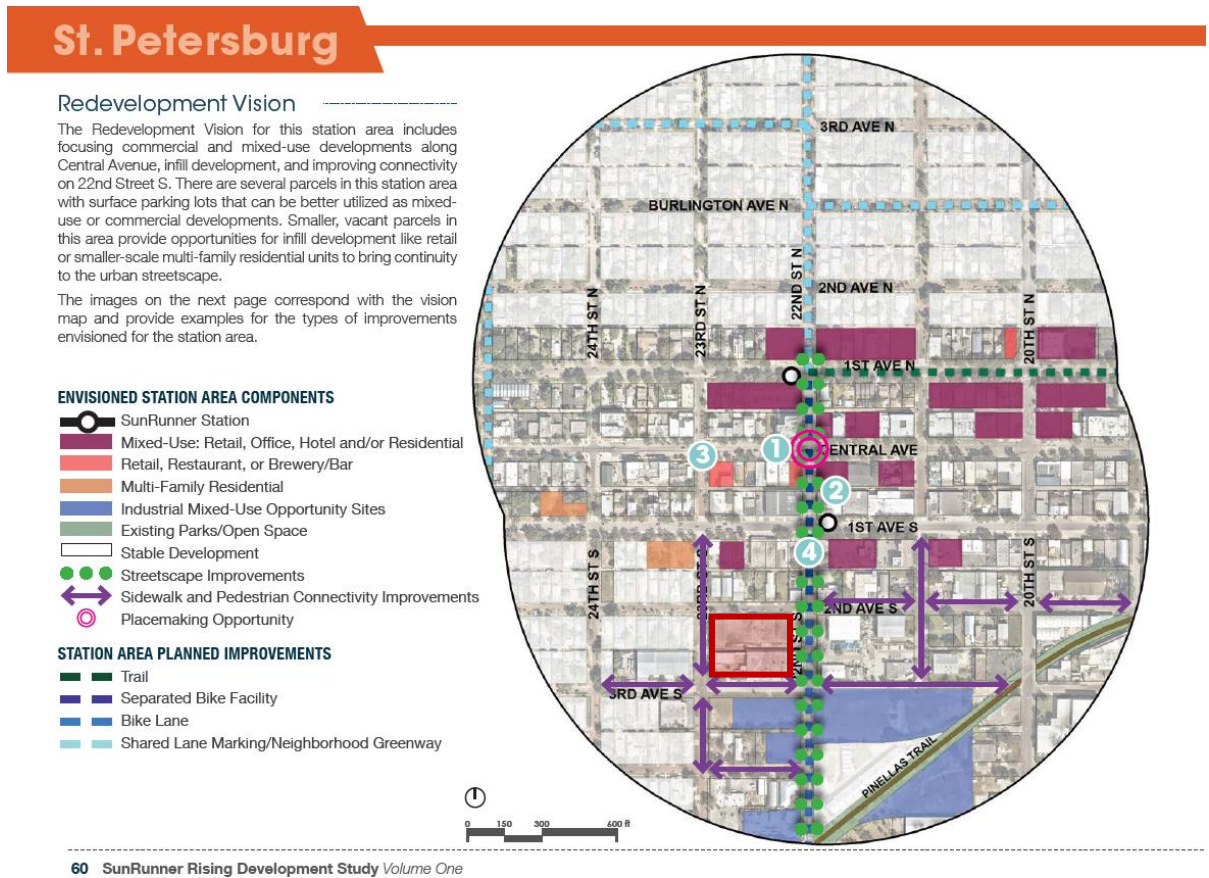 St. Petersburg
Redevelopment Vision
The Redevelopment Vision for this station area includes
focusing commercial and mixed-use developments along
Central Avenue, infill development, and improving connectivity
on 22nd Street S. There are several parcels in this station area
with surface parking lots that can be better utilized as mixed-
use or commercial developments. Smaller, vacant parcels in
this area provide opportunities for infill development like retail
or smaller-scale multi-family residential units to bring continuity
to the urban streetscape.
The images on the next page correspond with the vision
map and provide examples for the types of improvements
envisioned for the station area.
ENVISIONED STATION AREA COMPONENTS
SunRunner Station
Mixed-Use: Retail, Office, Hotel and/or Residential
Retail, Restaurant, or Brewery/Bar
Multi-Family Residential
Industrial Mixed-Use Opportunity Sites
Existing Parks/Open Space
Stable Development
Streetscape Improvements
Sidewalk and Pedestrian Connectivity Improvements
Placemaking Opportunity
STATION AREA PLANNED IMPROVEMENTS
Trail
Separated Bike Facility
Bike Lane
Shared Lane Marking/Neighborhood Greenway
3RD AVE N
BURLINGTON AVE N
22ND ST N
2ND AVE N
24TH ST N
23RD ST N
20TH ST N
1ST AVE N
3
1
CENTRAL AVE
2
1ST AVE S
4
24TH ST S
20TH ST S
2ND AVE S
3RD AVE S
PINELLAS TRAIL
0 150 300 600 ft
60 SunRunner Rising Development Study Volume One